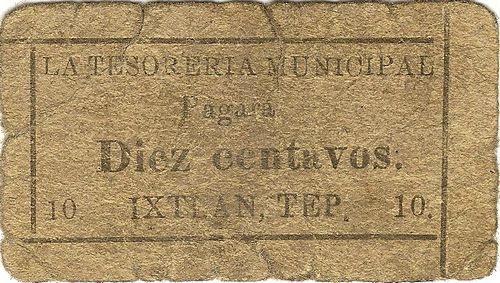 LA TESORERIA MUNICIPAL
Pagará
Diez centavos:
10 IXTLAN, TEP. 10.